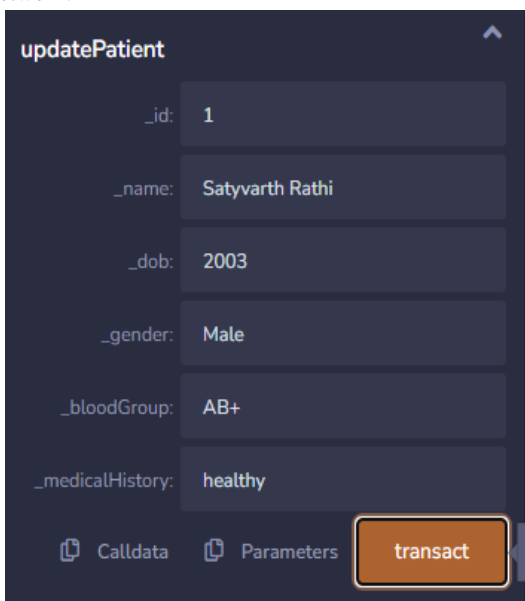 updatePatient
_id: 1
_name: Satyvarth Rathi
_dob: 2003
_gender: Male
_bloodGroup: AB+
_medicalHistory: healthy
Calldata Parameters transact